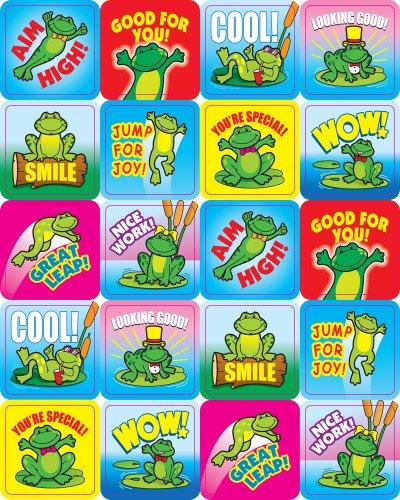 AIM HIGH!
GOOD FOR YOU!
COOL!
LOOKING GOOD!
SMILE
JUMP
FOR
JOY!
YOU'RE SPECIAL!
WOW!
GREAT LEAP!
NICE WORK!
AIM HIGH!
GOOD FOR YOU!
COOL!
LOOKING GOOD!
SMILE
JUMP
FOR
JOY!
YOU'RE SPECIAL!
WOW!
GREAT LEAP!
NICE WORK!